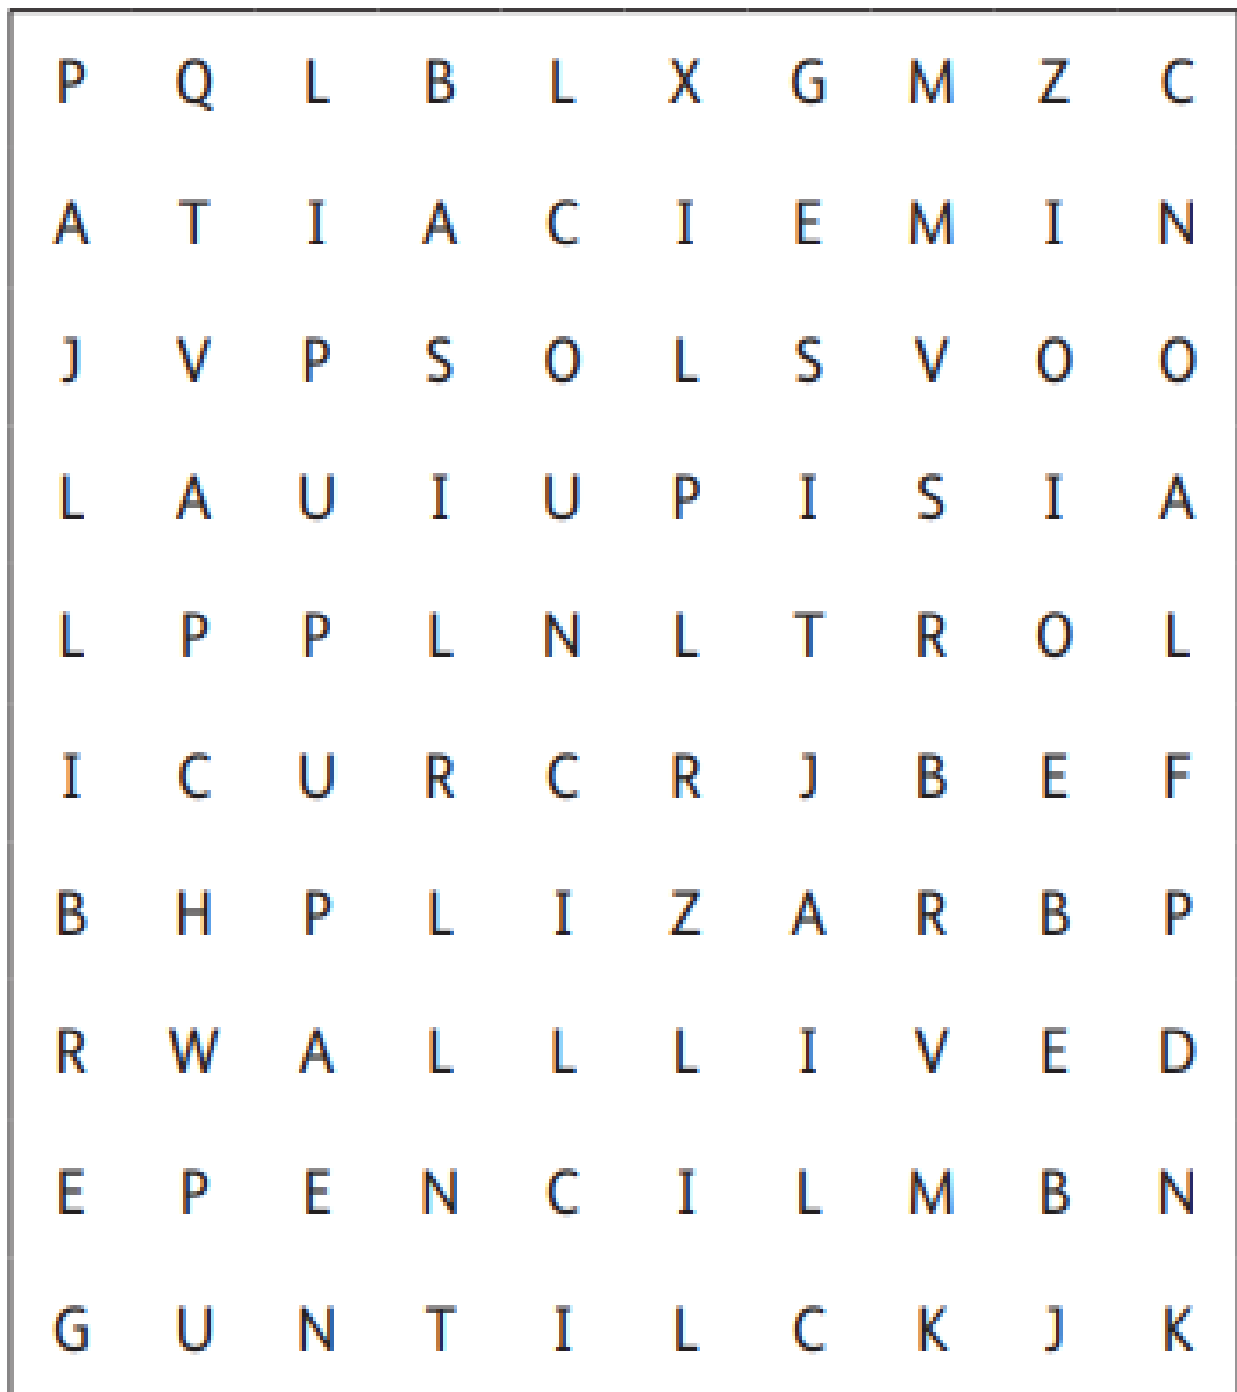 P Q L B L X G M Z C
A T I A C I E M I N
J V P S O L S V O O
L A U I U P I S I A
L P P L N L T R O L
I C U R C R J B E F
B H P L I Z A R B P
R W A L L L I V E D
E P E N C I L M B N
G U N T I L C K J K